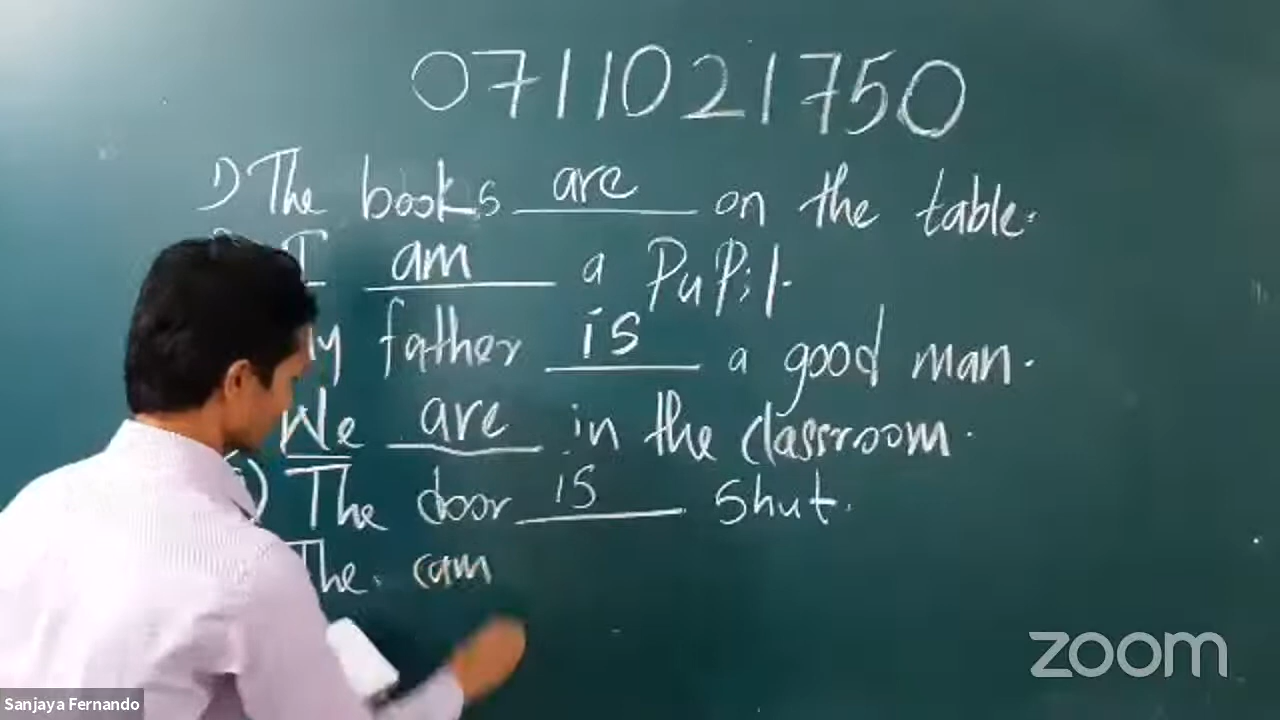 0711021750
1) The books are on the table.
I am a PuPil.
My father is a good man.
We are in the classroom.
The door is Shut.
The cam
zoom
Sanjaya Fernando